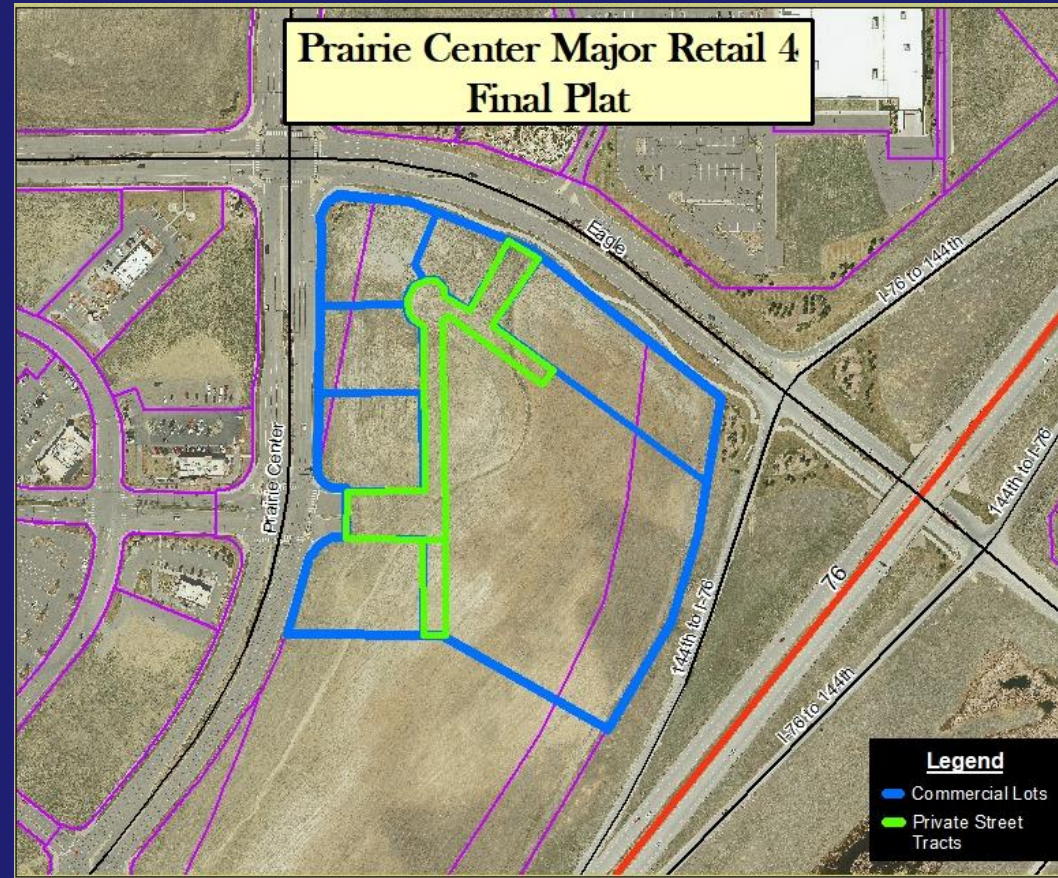 Prairie Center Major Retail 4
Final Plat
Eagle
I-76 to 144th
Prairie Center
144th to I-76
76
144th to I-76
I-76 to 144th
Legend
Commercial Lots
Private Street
Tracts